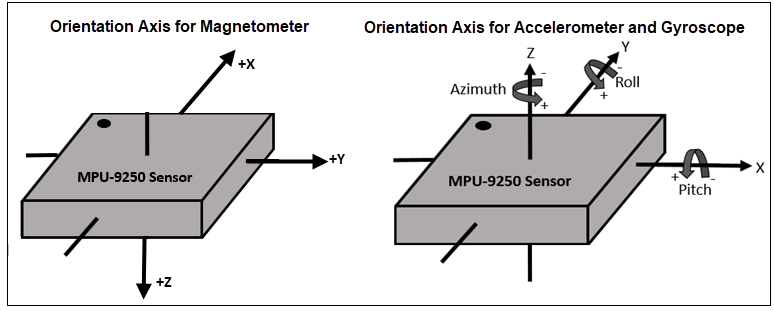 Orientation Axis for Magnetometer
+X
+Y
MPU-9250 Sensor
+Z
Orientation Axis for Accelerometer and Gyroscope
Z
Y
-
-
Roll
Azimuth
+
+
X
MPU-9250 Sensor
+
-
Pitch